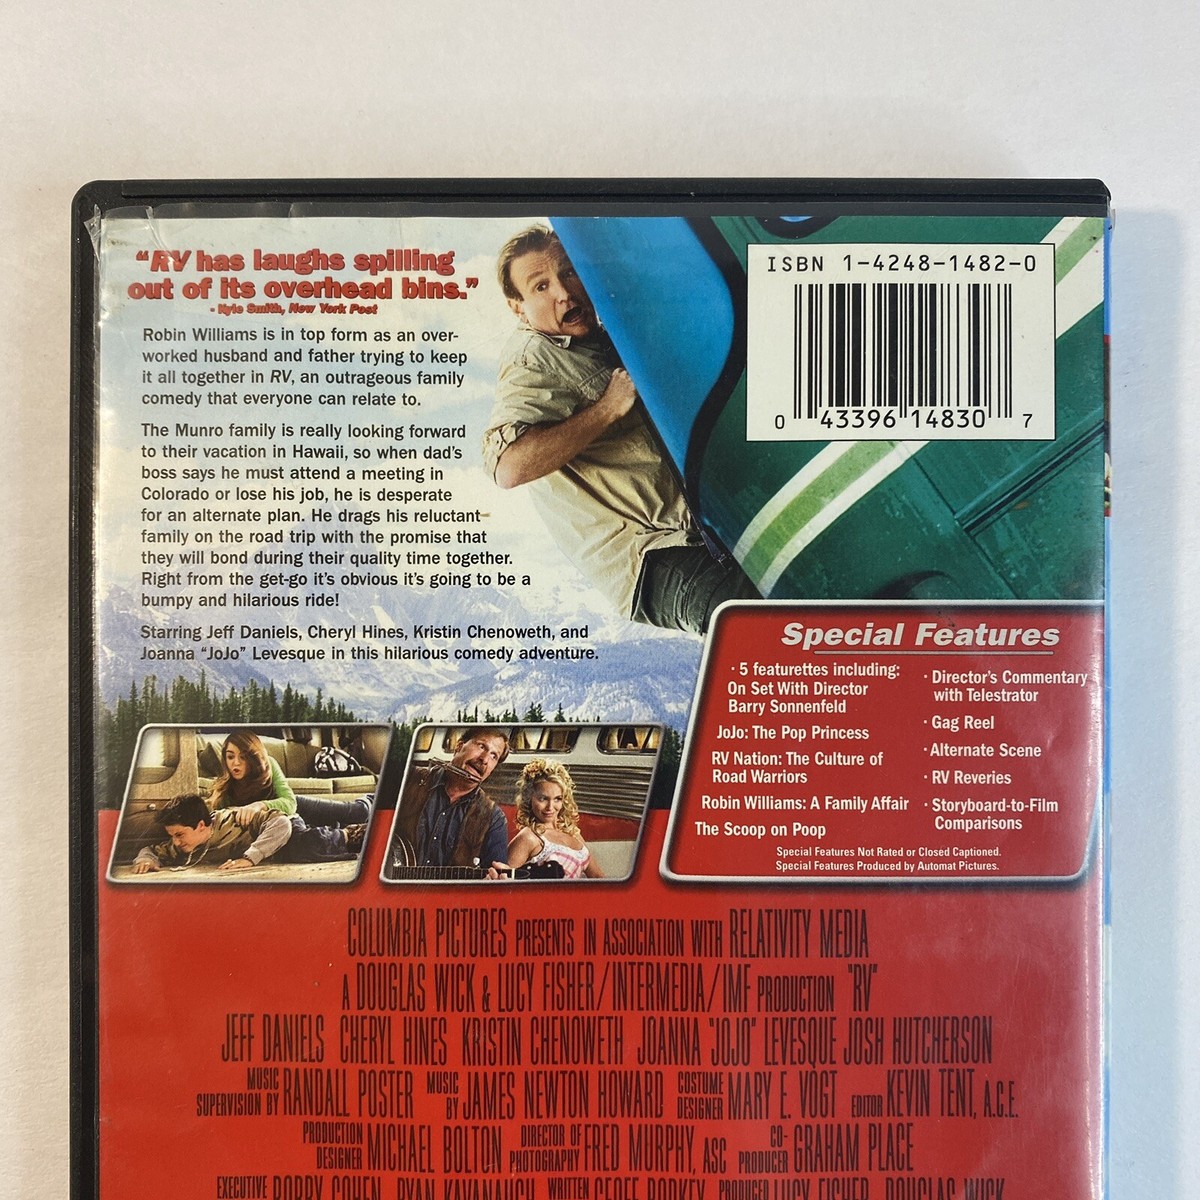 "RV has laughs spilling
out of its overhead bins."
- Kyle Smith, New York Post
Robin Williams is in top form as an over-
worked husband and father trying to keep
it all together in RV, an outrageous family
comedy that everyone can relate to.
The Munro family is really looking forward
to their vacation in Hawaii, so when dad's
boss says he must attend a meeting in
Colorado or lose his job, he is desperate
for an alternate plan. He drags his reluctant
family on the road trip with the promise that
they will bond during their quality time together.
Right from the get-go it's obvious it's going to be a
bumpy and hilarious ride!
Starring Jeff Daniels, Cheryl Hines, Kristin Chenoweth, and
Joanna "JoJo" Levesque in this hilarious comedy adventure.
ISBN 1-4248-1482-0
0 43396 14830 7
Special Features
· 5 featurettes including:
On Set With Director
Barry Sonnenfeld
JoJo: The Pop Princess
RV Nation: The Culture of
Road Warriors
Robin Williams: A Family Affair
The Scoop on Poop
· Director's Commentary
with Telestrator
· Gag Reel
· Alternate Scene
· RV Reveries
· Storyboard-to-Film
Comparisons
Special Features Not Rated or Closed Captioned.
Special Features Produced by Automat Pictures.
COLUMBIA PICTURES PRESENTS IN ASSOCIATION WITH RELATIVITY MEDIA
A DOUGLAS WICK & LUCY FISHER/INTERMEDIA/IMF PRODUCTION "RV"
JEFF DANIELS CHERYL HINES KRISTIN CHENOWETH JOANNA "JOJO" LEVESQUE JOSH HUTCHERSON
MUSIC SUPERVISION BY RANDALL POSTER MUSIC BY JAMES NEWTON HOWARD COSTUME DESIGNER MARY E. VOGT EDITOR KEVIN TENT, A.C.E.
PRODUCTION DESIGNER MICHAEL BOLTON DIRECTOR OF PHOTOGRAPHY FRED MURPHY, ASC CO-PRODUCER GRAHAM PLACE
EXECUTIVE BOBBY COHEN RYAN KAVANAUGH WRITTEN GEOFF RODKEY PRODUCED LUCY FISHER DOUGLAS WICK